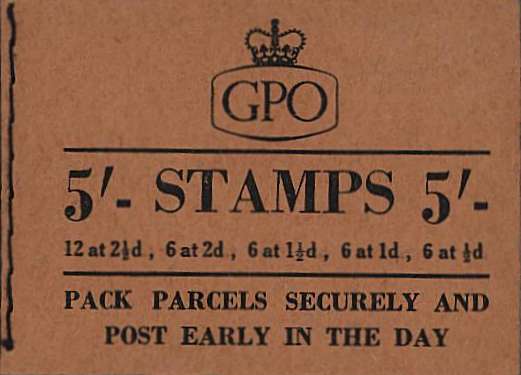 GPO
5/- STAMPS 5/-
12 at 2½d, 6 at 2d, 6 at 1½d, 6 at 1d, 6 at ½d
PACK PARCELS SECURELY AND
POST EARLY IN THE DAY